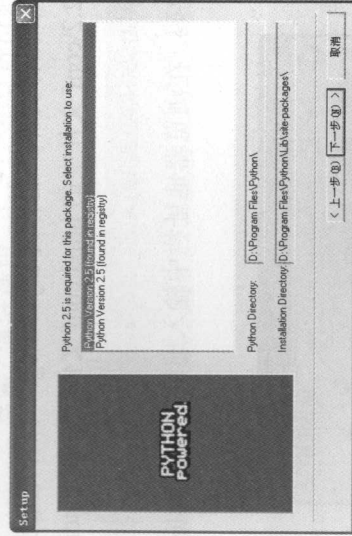 Setup
Python 2.5 is required for this package. Select installation to use:
Python Version 2.5 (found in registry)
Python Version 2.5 (found in registry)
PYTHON
powered
Python Directory: D:\Program Files\Python\
Installation Directory: D:\Program Files\Python\Lib\site-packages\
< 上一步(B) 下一步(N) > 取消